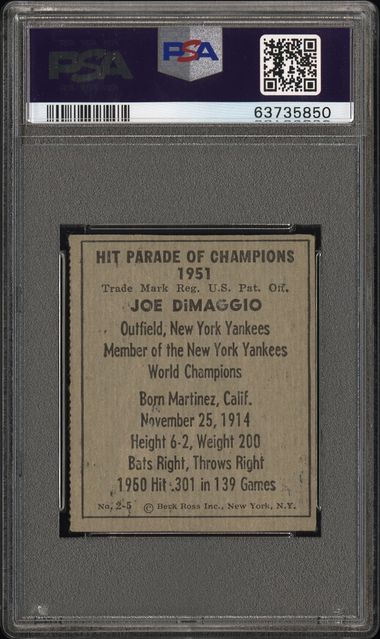 PSA
PSA
63735850
HIT PARADE OF CHAMPIONS
1951
Trade Mark Reg. U.S. Pat. Off.
JOE DiMAGGIO
Outfield, New York Yankees
Member of the New York Yankees
World Champions
Born Martinez, Calif.
November 25, 1914
Height 6-2, Weight 200
Bats Right, Throws Right
1950 Hit .301 in 139 Games
No. 2-5 © Berk Ross Inc., New York, N.Y.